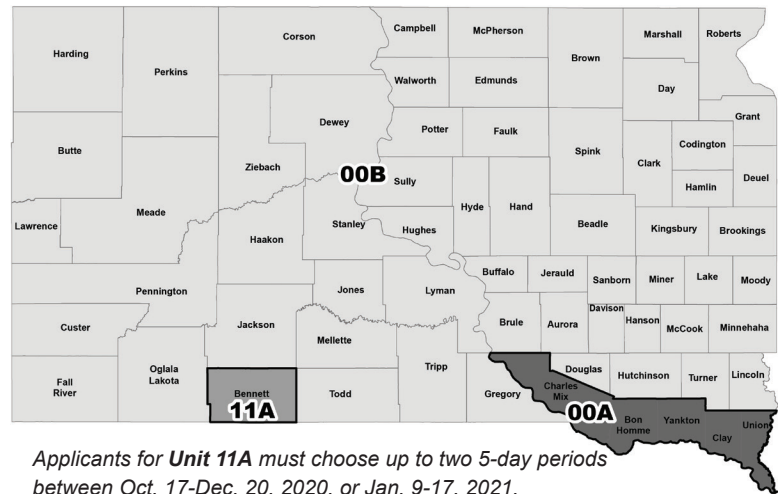 Harding
Perkins
Corson
Campbell
McPherson
Brown
Marshall
Roberts
Walworth
Edmunds
Day
Dewey
Grant
Butte
Ziebach
Potter
Faulk
Spink
Clark
Codington
00B
Sully
Hamlin
Deuel
Lawrence
Meade
Haakon
Stanley
Hughes
Hyde
Hand
Beadle
Kingsbury
Brookings
Pennington
Jones
Lyman
Buffalo
Jerauld
Sanborn
Miner
Lake
Moody
Custer
Jackson
Mellette
Brule
Aurora
Davison
Hanson
McCook
Minnehaha
Fall
River
Oglala
Lakota
Bennett
11A
Todd
Tripp
Gregory
Charles
Mix
Douglas
Hutchinson
Turner
Lincoln
00A
Bon
Homme
Yankton
Clay
Union
Applicants for Unit 11A must choose up to two 5-day periods
between Oct. 17-Dec. 20, 2020, or Jan. 9-17, 2021.